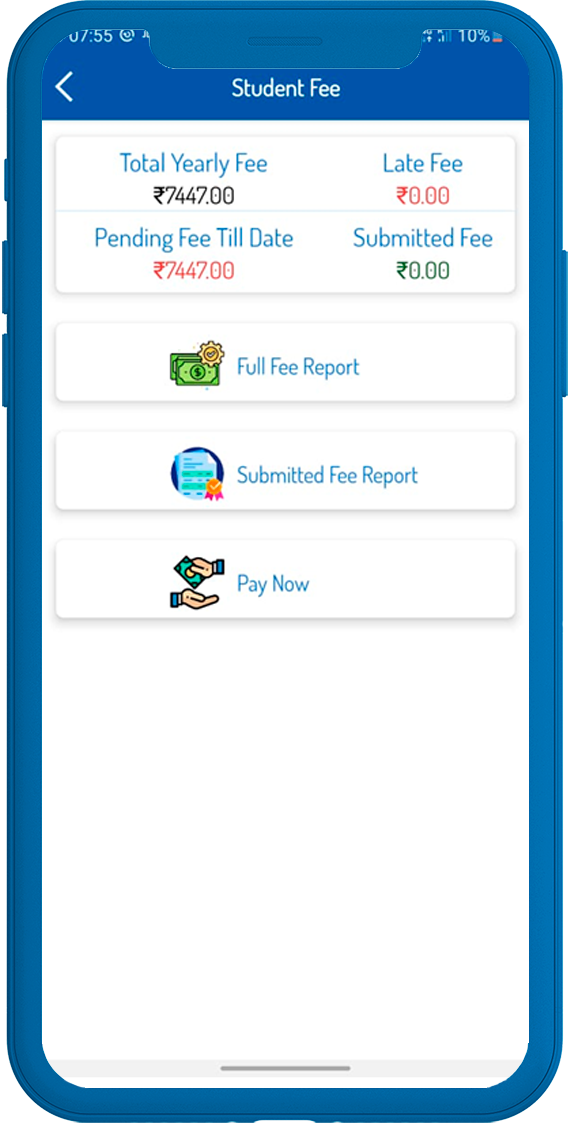 07:55
10%
Student Fee
Total Yearly Fee Late Fee
₹7447.00 ₹0.00
Pending Fee Till Date Submitted Fee
₹7447.00 ₹0.00
Full Fee Report
Submitted Fee Report
Pay Now